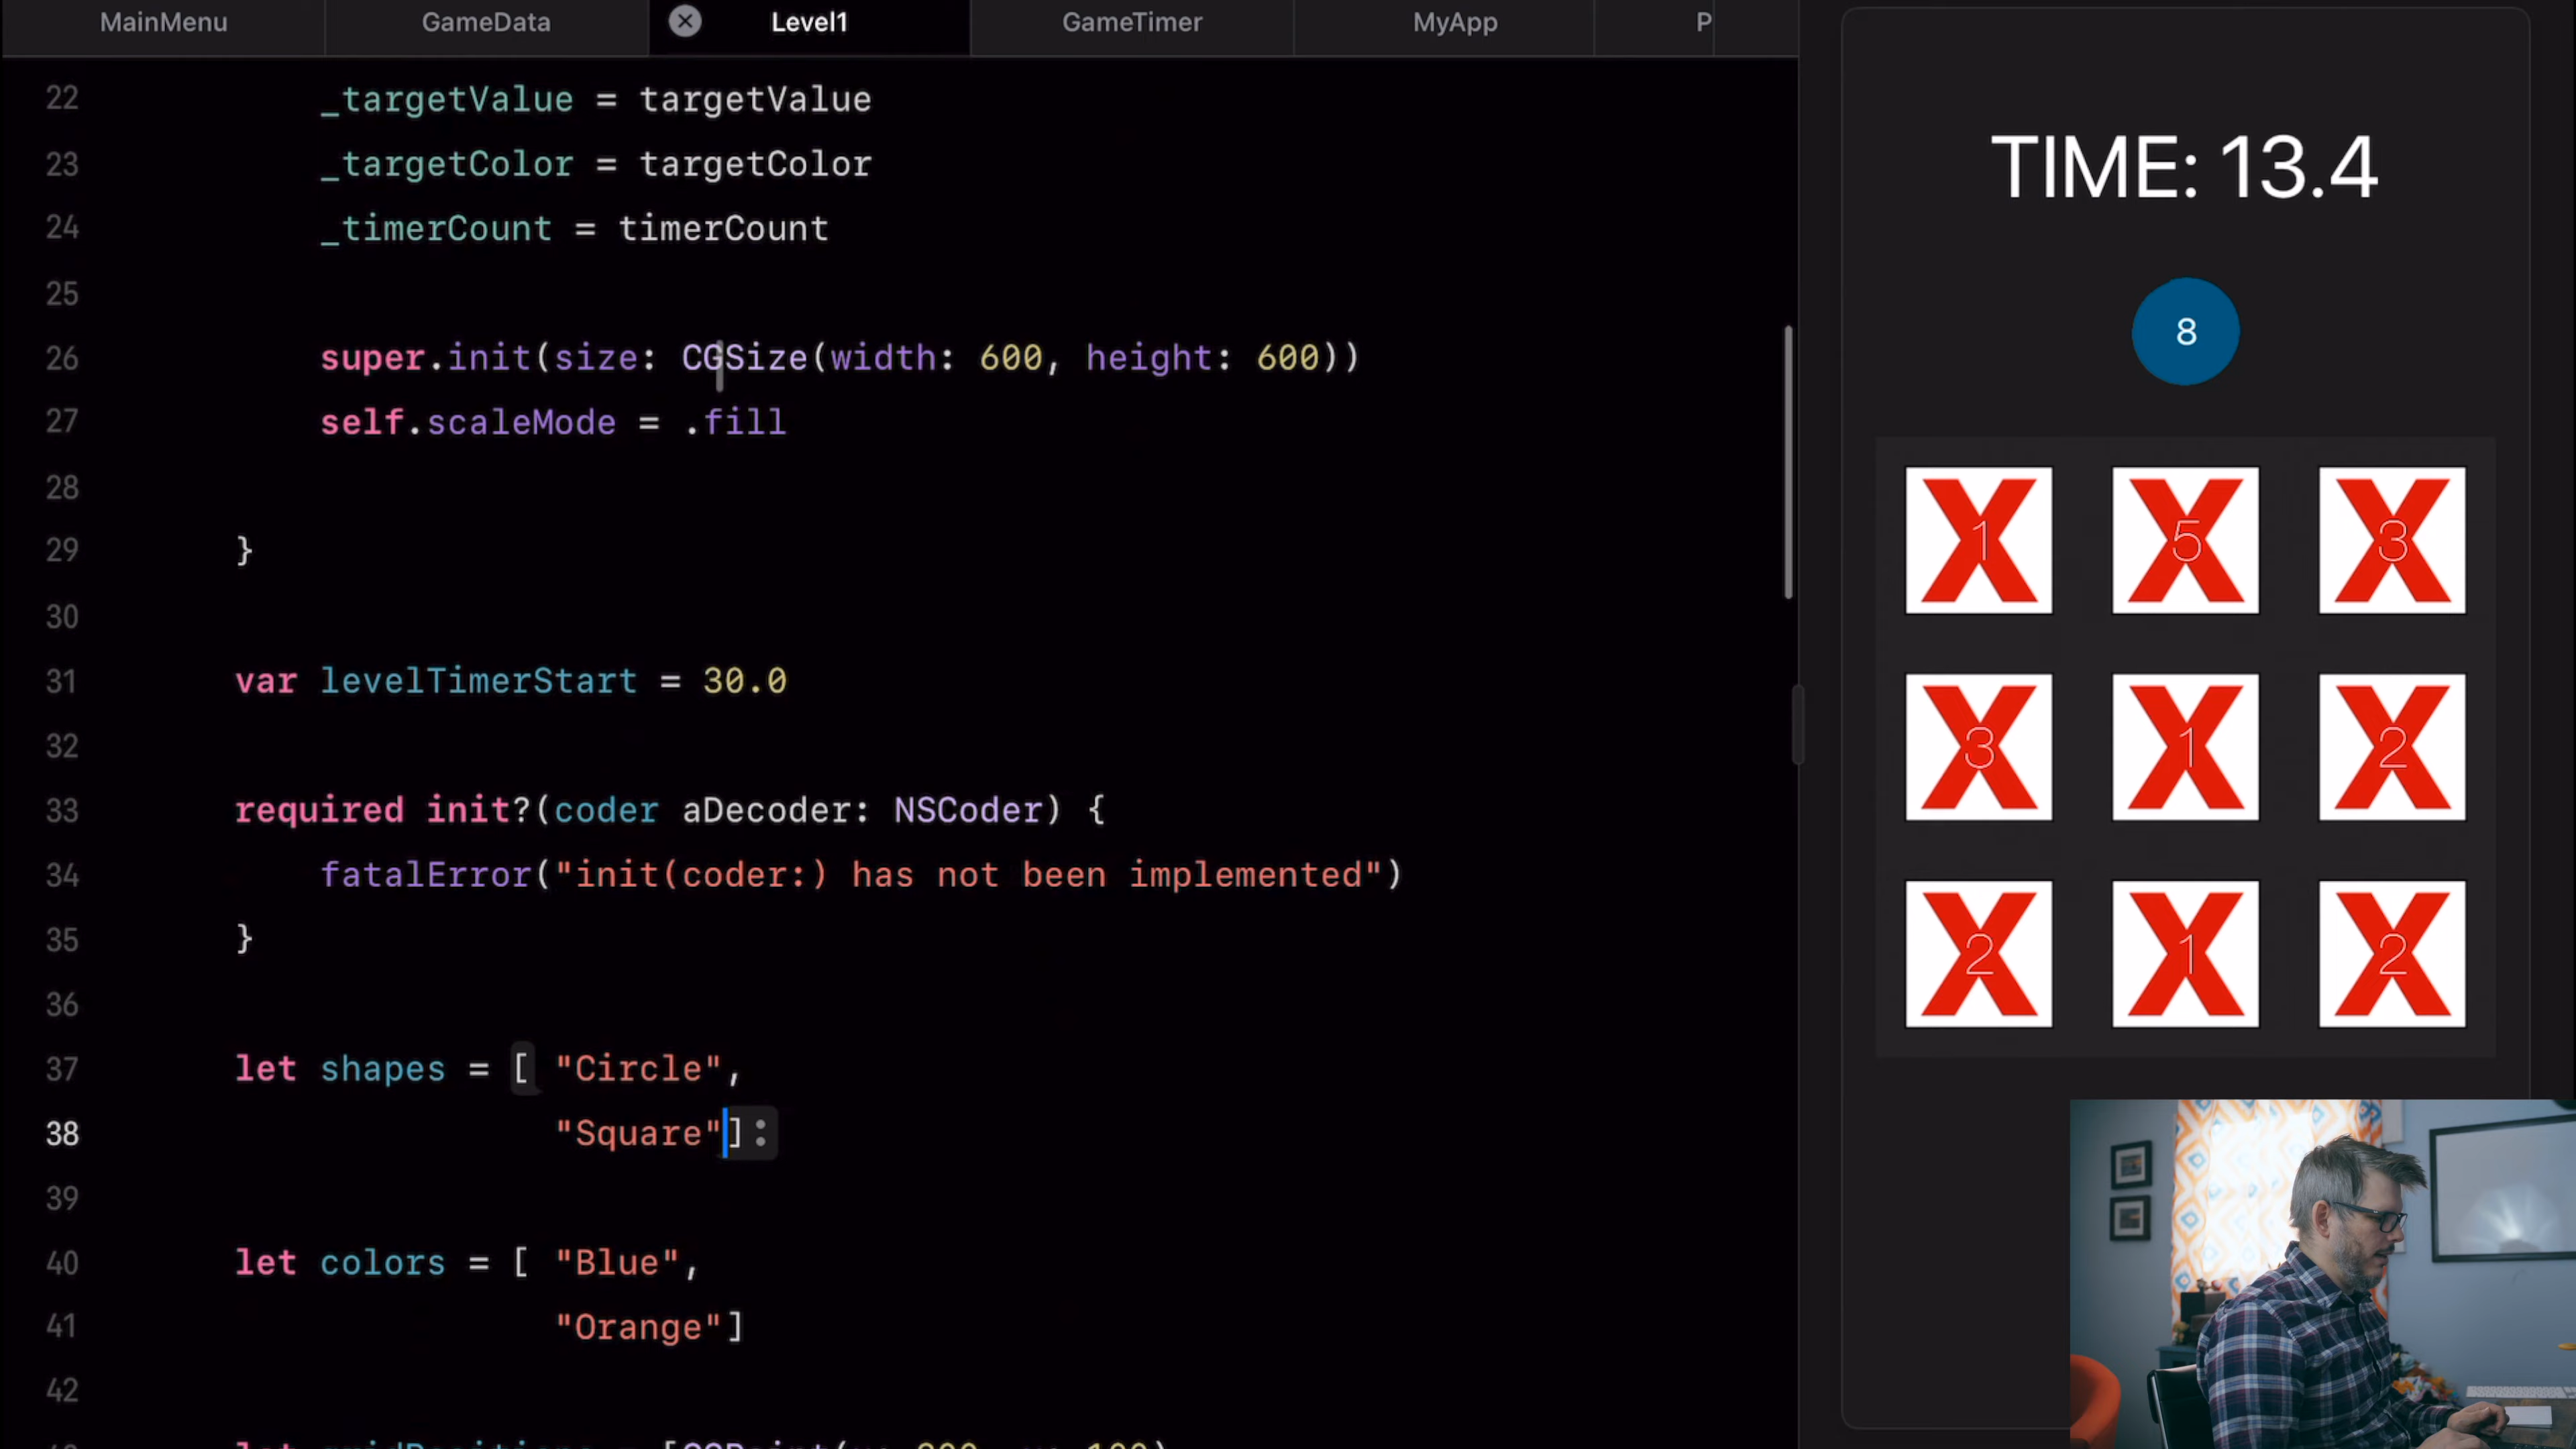 MainMenu GameData Level1 GameTimer MyApp P
22 _targetValue = targetValue
23 _targetColor = targetColor
24 _timerCount = timerCount
25
26 super.init(size: CGSize(width: 600, height: 600))
27 self.scaleMode = .fill
28
29 }
30
31 var levelTimerStart = 30.0
32
33 required init?(coder aDecoder: NSCoder) {
34 fatalError("init(coder:) has not been implemented")
35 }
36
37 let shapes = [ "Circle",
38 "Square"]
39
40 let colors = [ "Blue",
41 "Orange"]
42
TIME: 13.4
8
1 5 3
3 1 2
2 1 2